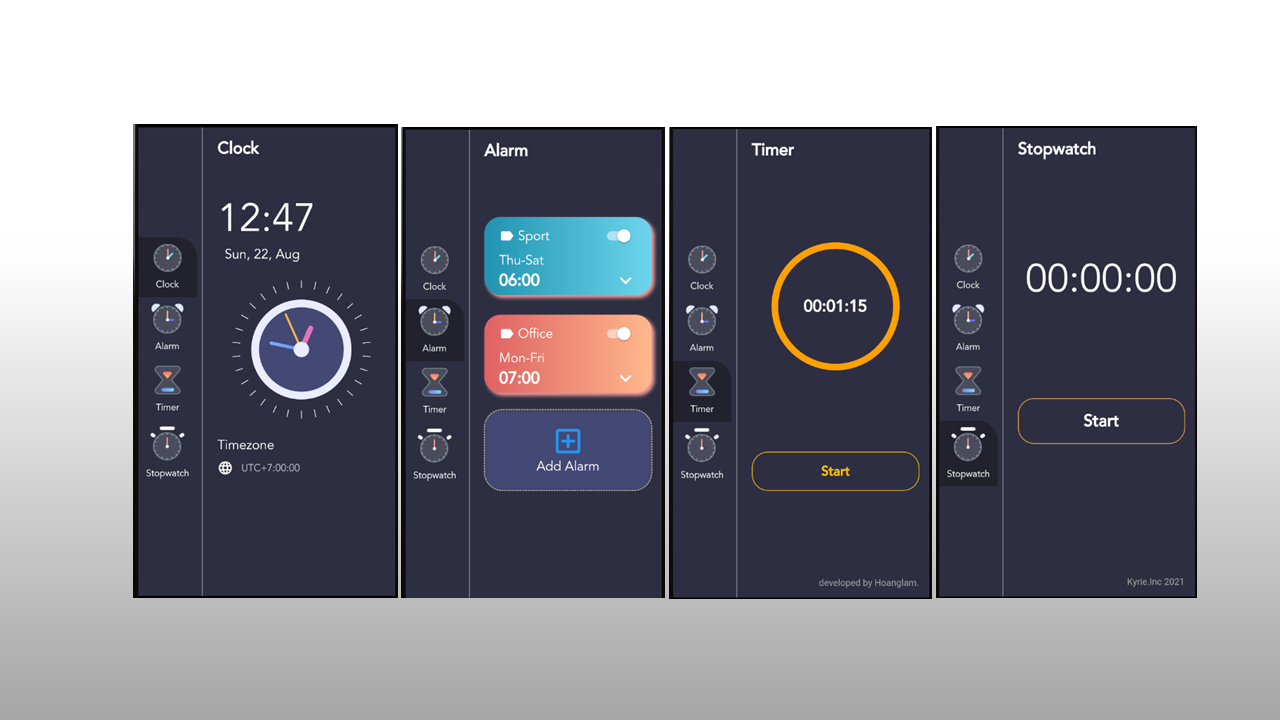 Clock
12:47
Sun, 22, Aug
Clock
Alarm
Timer
Stopwatch
Timezone
UTC+7:00:00
Alarm
Clock
Alarm
Timer
Stopwatch
Sport
Thu-Sat
06:00
Office
Mon-Fri
07:00
Add Alarm
Timer
Clock
Alarm
Timer
Stopwatch
00:01:15
Start
developed by Hoanglam.
Stopwatch
Clock
Alarm
Timer
Stopwatch
00:00:00
Start
Kyrie.Inc 2021